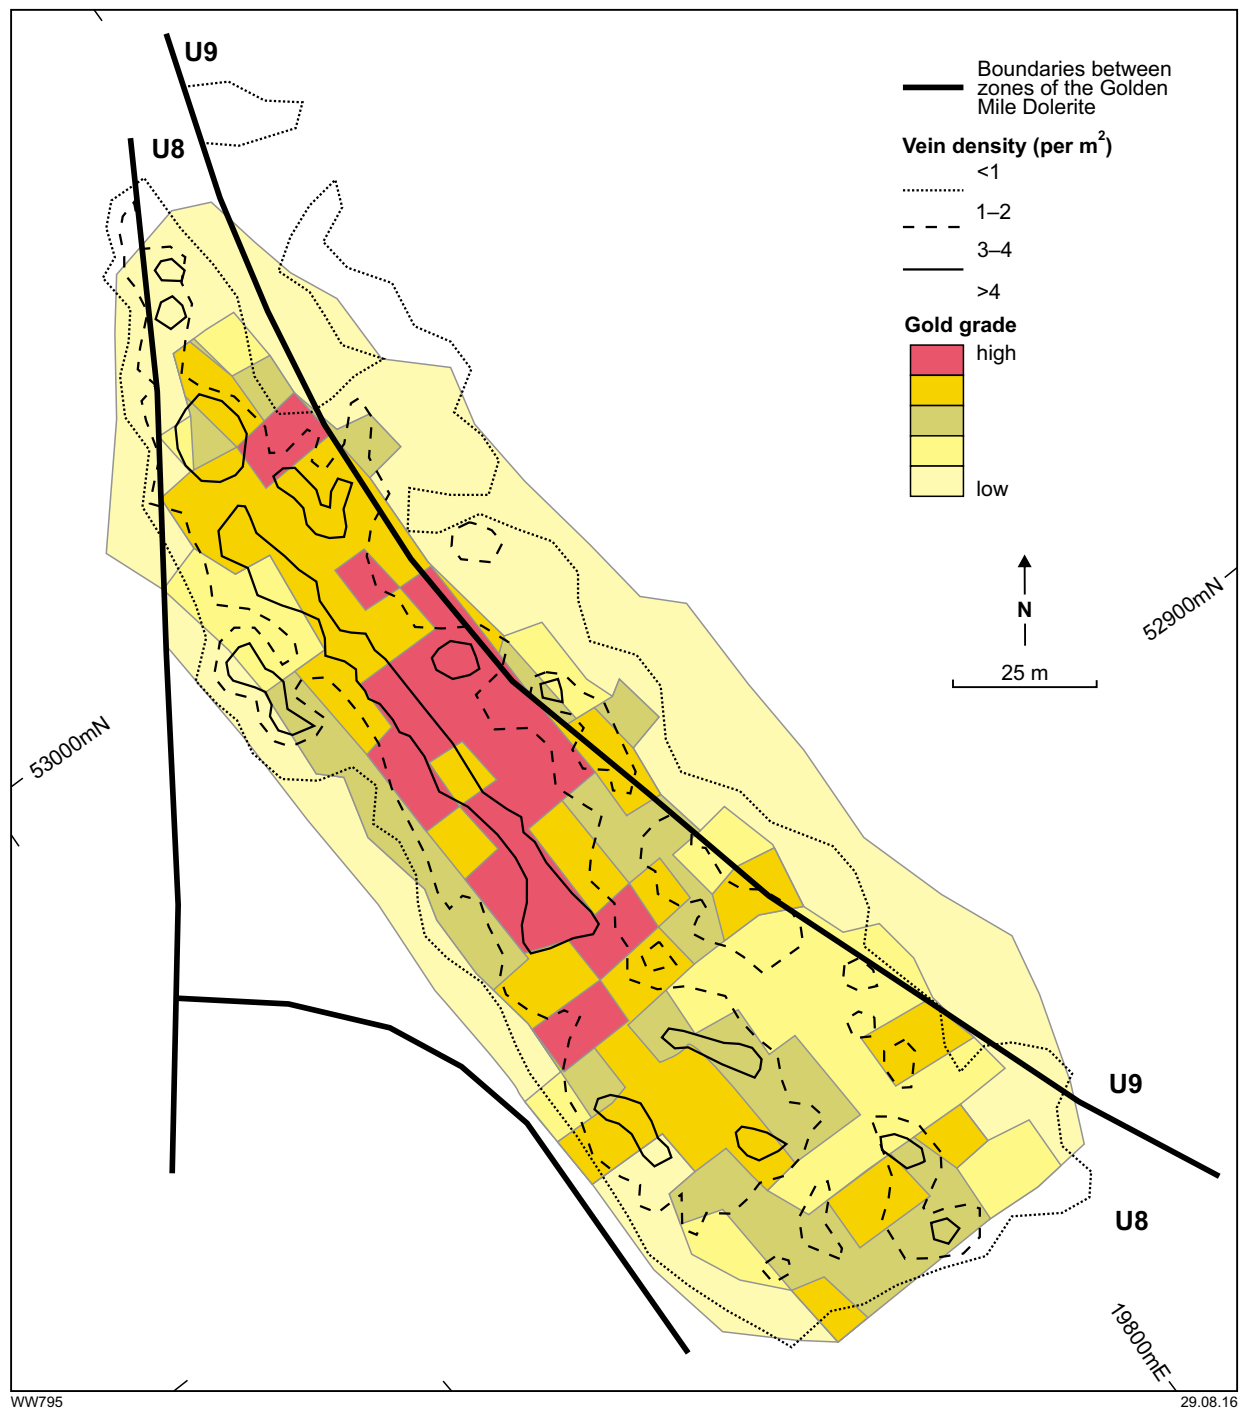 U9
U8
Boundaries between
zones of the Golden
Mile Dolerite
Vein density (per m²)
<1
1–2
3–4
>4
Gold grade
high
low
N
25 m
52900mN
53000mN
U9
U8
19800mE
WW795
29.08.16